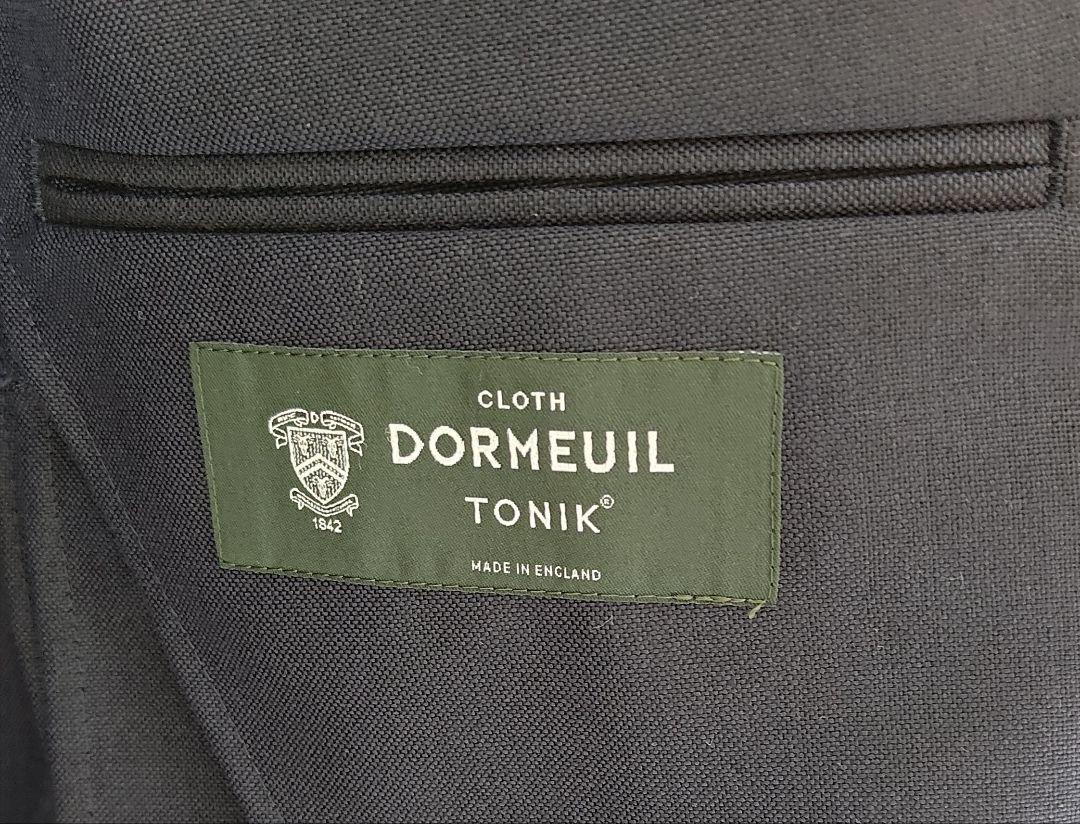 CLOTH
DORMEUIL
TONIK®
MADE IN ENGLAND
D
1842